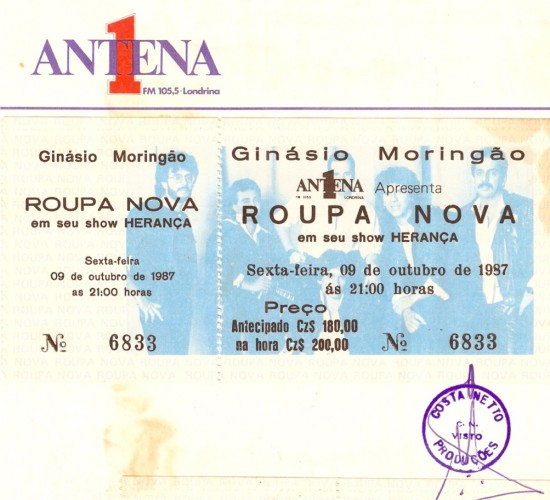 ANTENA 1
FM 105,5·Londrina
Ginásio Moringão
ROUPA NOVA
em seu show HERANÇA
Sexta-feira
09 de outubro de 1987
as 21:00 horas
Nº 6833
Ginásio Moringão
ANTENA 1 Apresenta
LONDRINA
ROUPA NOVA
em seu show HERANÇA
Sexta-feira, 09 de outubro de 1987
ás 21:00 horas
Preço
Antecipado Cz$ 180,00
na hora Cz$ 200,00
Nº 6833
COSTA NETTO
C. N.
VISTO
PRODUÇÕES